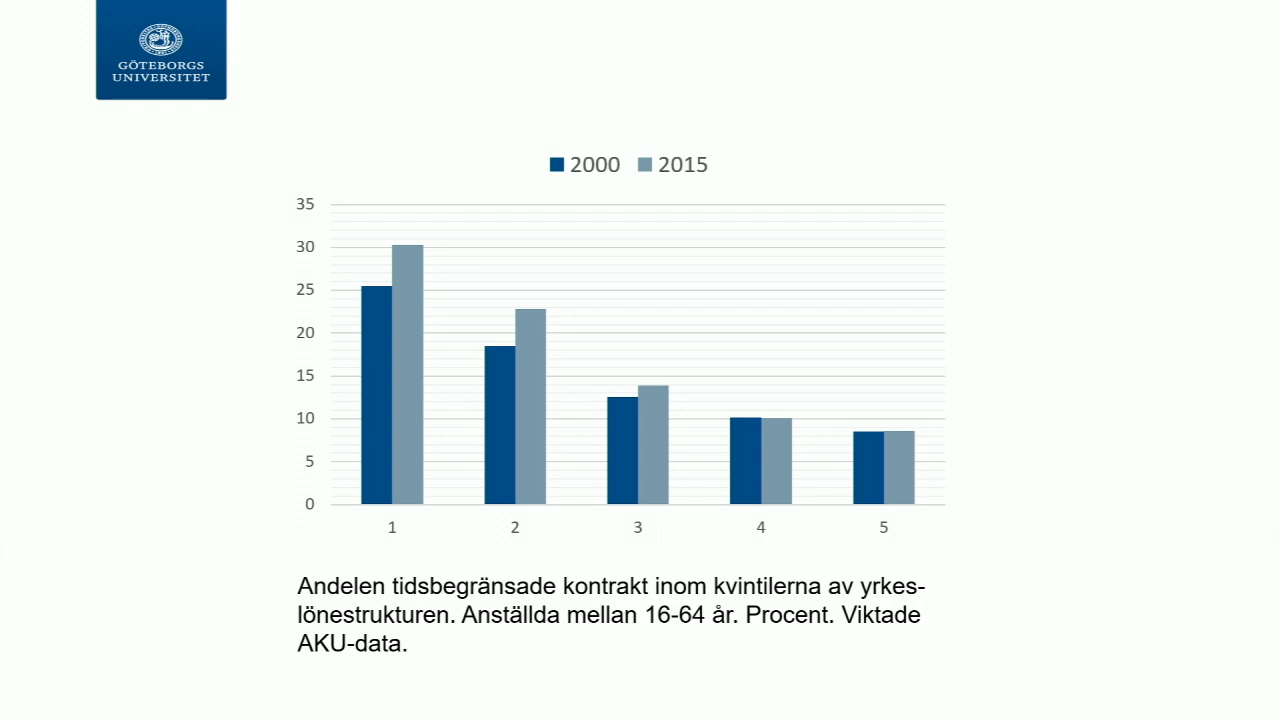 GÖTEBORGS
UNIVERSITET
2000 2015
35
30
25
20
15
10
5
0
1 2 3 4 5
Andelen tidsbegränsade kontrakt inom kvintilerna av yrkes-
lönestrukturen. Anställda mellan 16-64 år. Procent. Viktade
AKU-data.